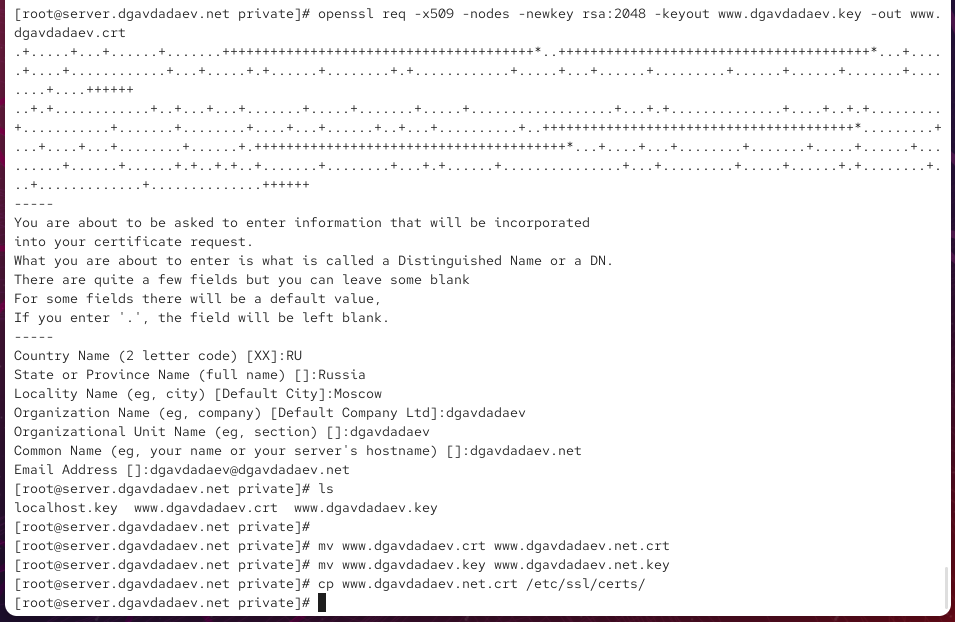 [root@server.dgavdadaev.net private]# openssl req -x509 -nodes -newkey rsa:2048 -keyout www.dgavdadaev.key -out www.
dgavdadaev.crt
.+.....+...+......+.......+++++++++++++++++++++++++++++++++++++++*..+++++++++++++++++++++++++++++++++++++++*...+....
.+....+............+...+.....+.+......+........+.+............+.....+...+......+.........+......+......+.......+....
....+....++++++
..+.+............+..+...+...+.......+.....+.......+.....+..................+...+.+..............+....+..+.+.........
+...........+.......+........+....+...+......+..+...+..........+..+++++++++++++++++++++++++++++++++++++++*.........+
...+....+...+.........+......+.+++++++++++++++++++++++++++++++++++++++*...+....+...+........+.......+.....+......+...
......+......+......+.+..+.+..+.......+........+...+.+......+...............+...+.........+.....+......+.+........+.
..+............+..............++++++
-----
You are about to be asked to enter information that will be incorporated
into your certificate request.
What you are about to enter is what is called a Distinguished Name or a DN.
There are quite a few fields but you can leave some blank
For some fields there will be a default value,
If you enter '.', the field will be left blank.
-----
Country Name (2 letter code) [XX]:RU
State or Province Name (full name) []:Russia
Locality Name (eg, city) [Default City]:Moscow
Organization Name (eg, company) [Default Company Ltd]:dgavdadaev
Organizational Unit Name (eg, section) []:dgavdadaev
Common Name (eg, your name or your server's hostname) []:dgavdadaev.net
Email Address []:dgavdadaev@dgavdadaev.net
[root@server.dgavdadaev.net private]# ls
localhost.key  www.dgavdadaev.crt  www.dgavdadaev.key
[root@server.dgavdadaev.net private]#
[root@server.dgavdadaev.net private]# mv www.dgavdadaev.crt www.dgavdadaev.net.crt
[root@server.dgavdadaev.net private]# mv www.dgavdadaev.key www.dgavdadaev.net.key
[root@server.dgavdadaev.net private]# cp www.dgavdadaev.net.crt /etc/ssl/certs/
[root@server.dgavdadaev.net private]#